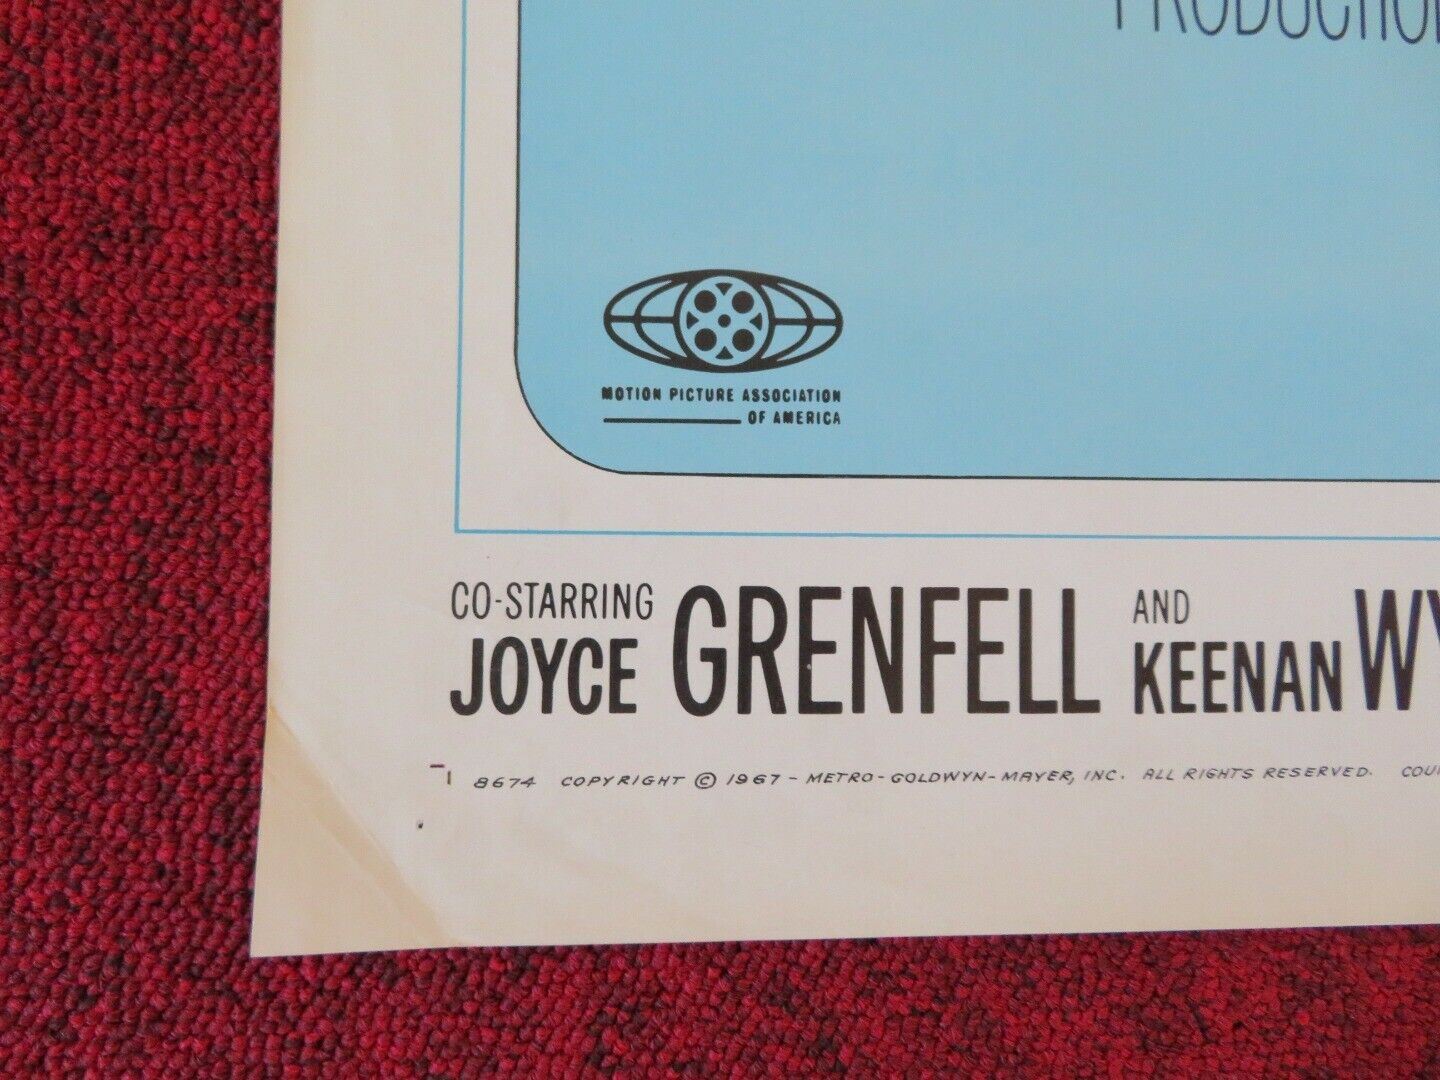 MOTION PICTURE ASSOCIATION
OF AMERICA
CO-STARRING
JOYCE GRENFELL AND
KEENAN
8674 COPYRIGHT © 1967 - METRO-GOLDWYN-MAYER, INC. ALL RIGHTS RESERVED.